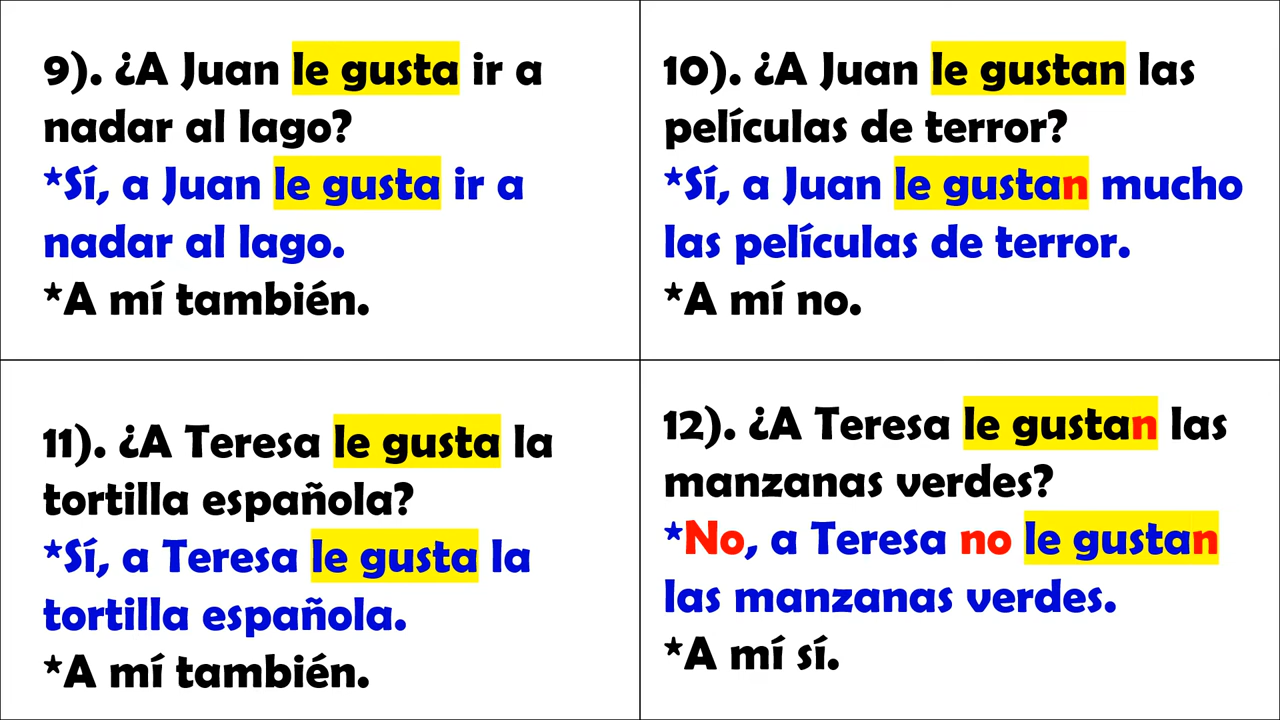 9). ¿A Juan le gusta ir a
nadar al lago?
*Sí, a Juan le gusta ir a
nadar al lago.
*A mí también.
10). ¿A Juan le gustan las
películas de terror?
*Sí, a Juan le gustan mucho
las películas de terror.
*A mí no.
11). ¿A Teresa le gusta la
tortilla española?
*Sí, a Teresa le gusta la
tortilla española.
*A mí también.
12). ¿A Teresa le gustan las
manzanas verdes?
*No, a Teresa no le gustan
las manzanas verdes.
*A mí sí.